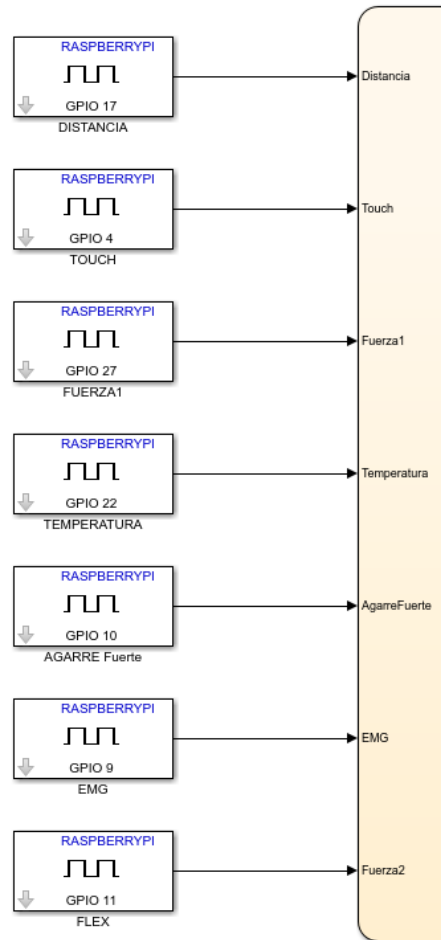 RASPBERRYPI
GPIO 17
DISTANCIA
Distancia
RASPBERRYPI
GPIO 4
TOUCH
Touch
RASPBERRYPI
GPIO 27
FUERZA1
Fuerza1
RASPBERRYPI
GPIO 22
TEMPERATURA
Temperatura
RASPBERRYPI
GPIO 10
AGARRE Fuerte
AgarreFuerte
RASPBERRYPI
GPIO 9
EMG
EMG
RASPBERRYPI
GPIO 11
FLEX
Fuerza2